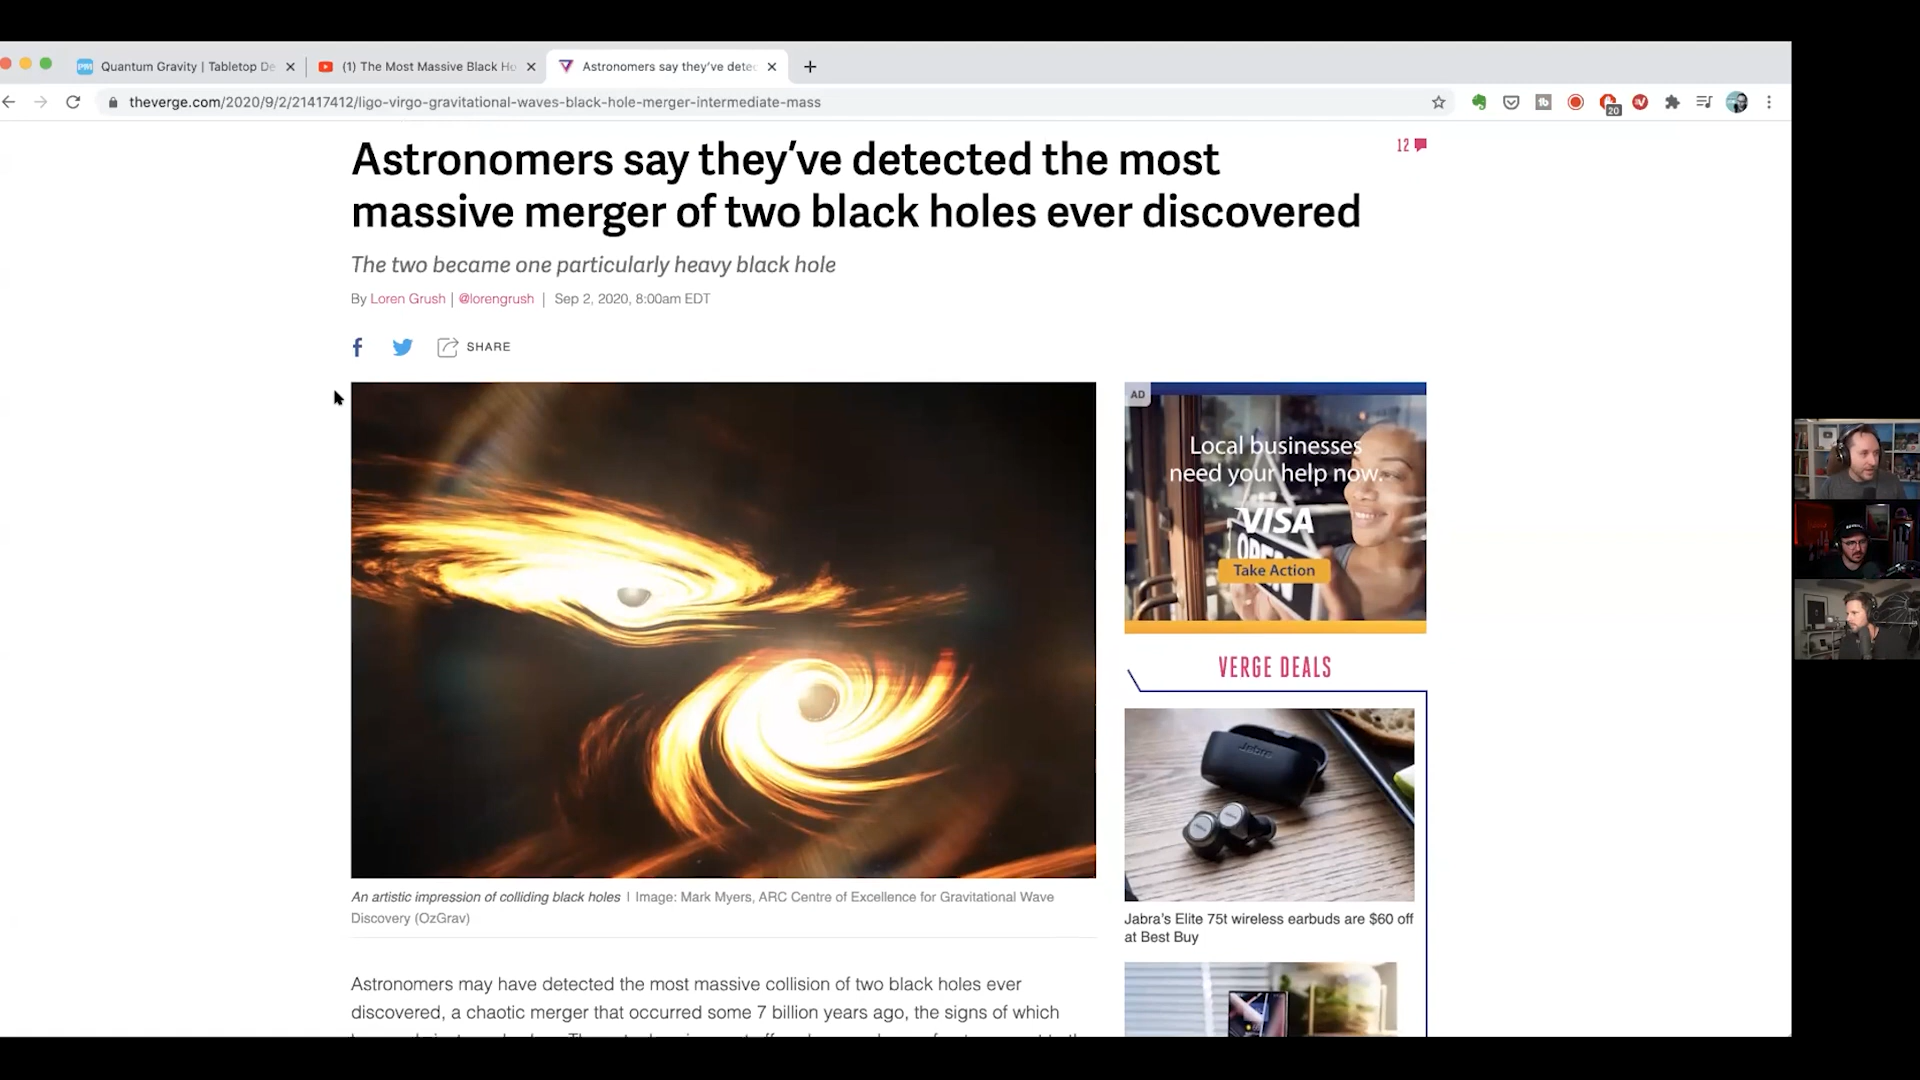 Quantum Gravity | Tabletop De
(1) The Most Massive Black Ho
Astronomers say they've detec
theverge.com/2020/9/2/21417412/ligo-virgo-gravitational-waves-black-hole-merger-intermediate-mass
20
Astronomers say they've detected the most
massive merger of two black holes ever discovered
12
The two became one particularly heavy black hole
By Loren Grush | @lorengrush | Sep 2, 2020, 8:00am EDT
SHARE
AD
Local businesses
need your help now.
VISA
OPEN
Take Action
VERGE DEALS
Jabra
Jabra's Elite 75t wireless earbuds are $60 off
at Best Buy
An artistic impression of colliding black holes | Image: Mark Myers, ARC Centre of Excellence for Gravitational Wave
Discovery (OzGrav)
Astronomers may have detected the most massive collision of two black holes ever
discovered, a chaotic merger that occurred some 7 billion years ago, the signs of which